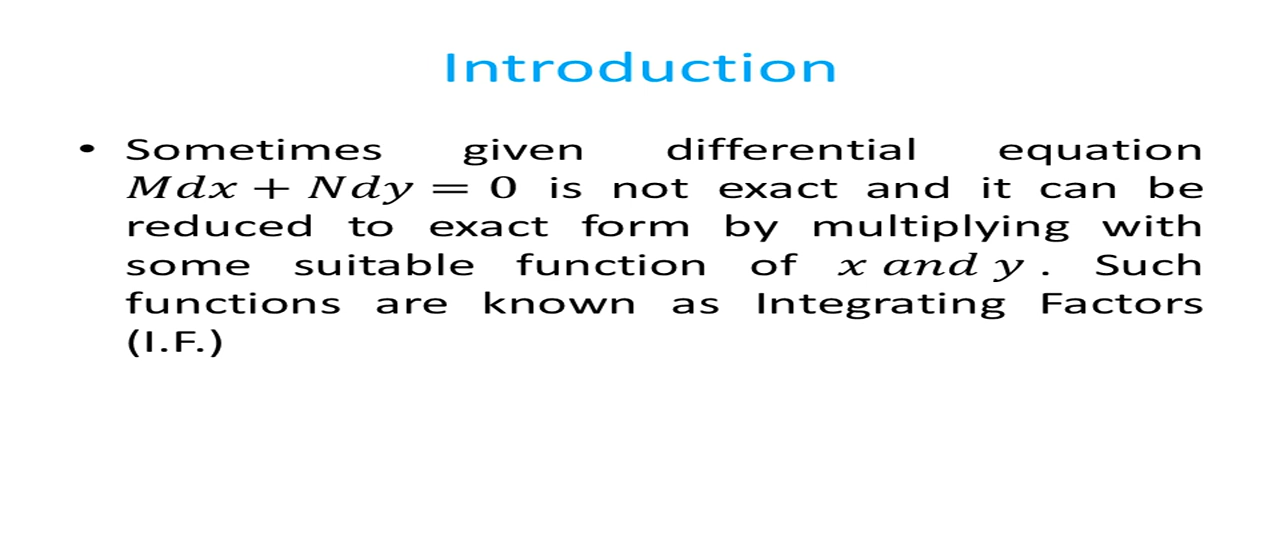 Introduction
• Sometimes given differential equation
Mdx + Ndy = 0 is not exact and it can be
reduced to exact form by multiplying with
some suitable function of x and y . Such
functions are known as Integrating Factors
(I.F.)